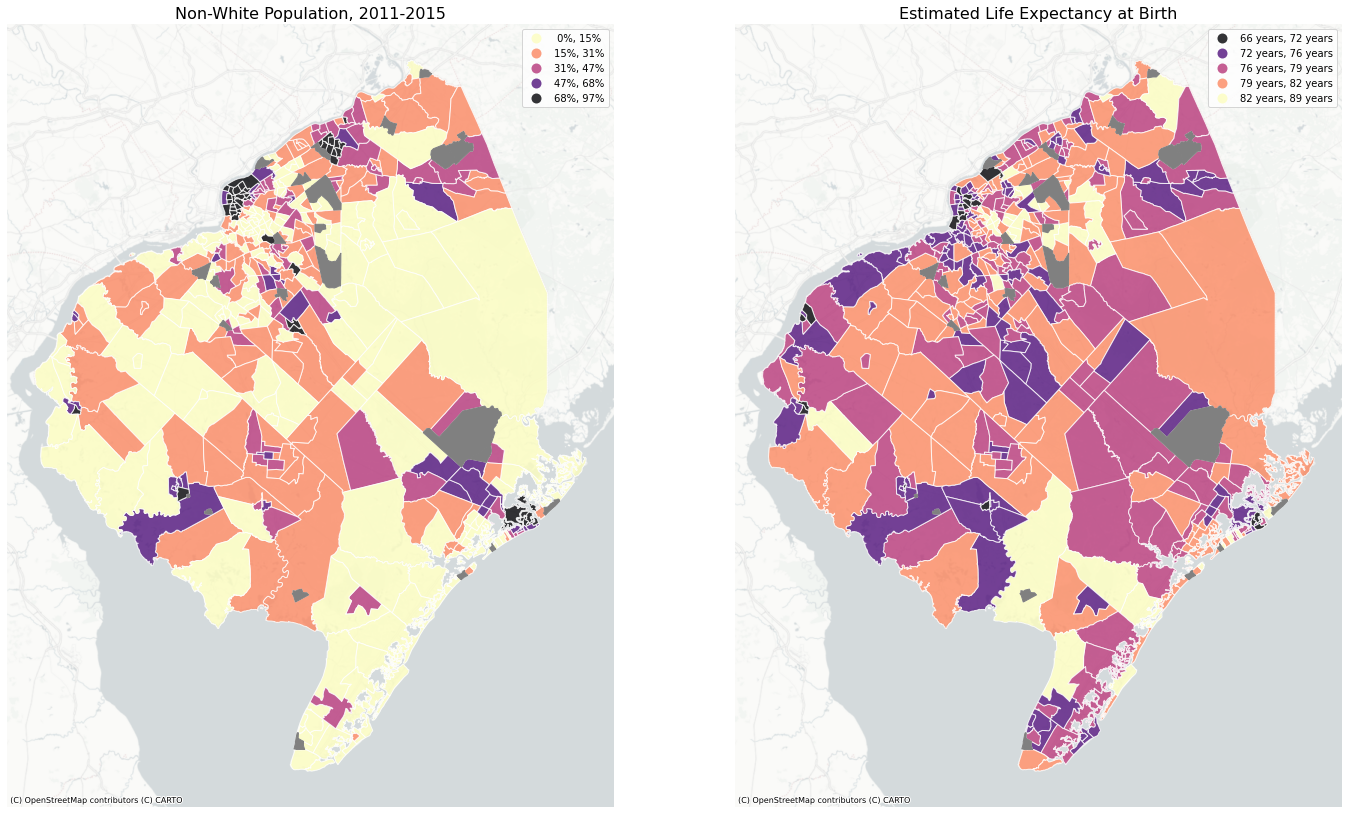 Non-White Population, 2011-2015
0%, 15%
15%, 31%
31%, 47%
47%, 68%
68%, 97%
(C) OpenStreetMap contributors (C) CARTO
Estimated Life Expectancy at Birth
66 years, 72 years
72 years, 76 years
76 years, 79 years
79 years, 82 years
82 years, 89 years
(C) OpenStreetMap contributors (C) CARTO